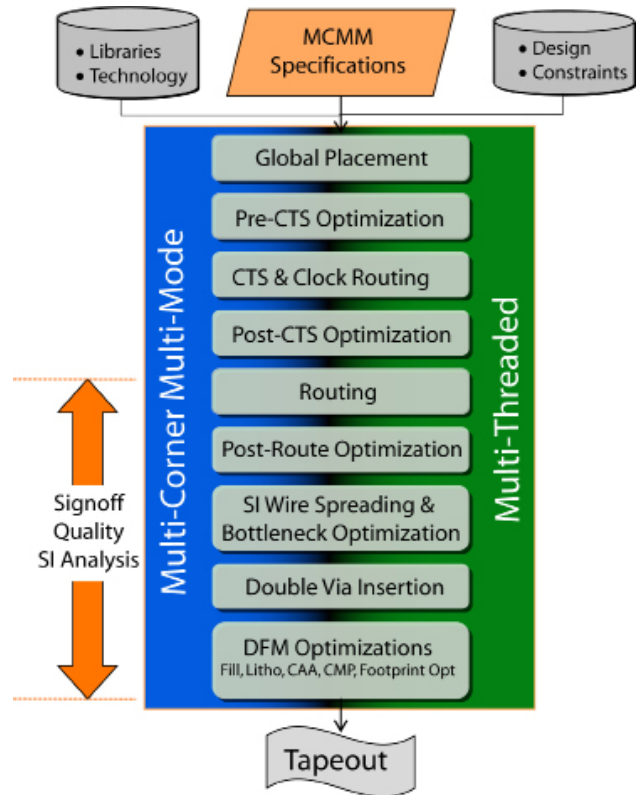 • Libraries
• Technology
MCMM
Specifications
• Design
• Constraints
Multi-Corner Multi-Mode
Global Placement
Pre-CTS Optimization
CTS & Clock Routing
Post-CTS Optimization
Routing
Post-Route Optimization
SI Wire Spreading &
Bottleneck Optimization
Double Via Insertion
DFM Optimizations
Fill, Litho, CAA, CMP, Footprint Opt
Multi-Threaded
Signoff
Quality
SI Analysis
Tapeout